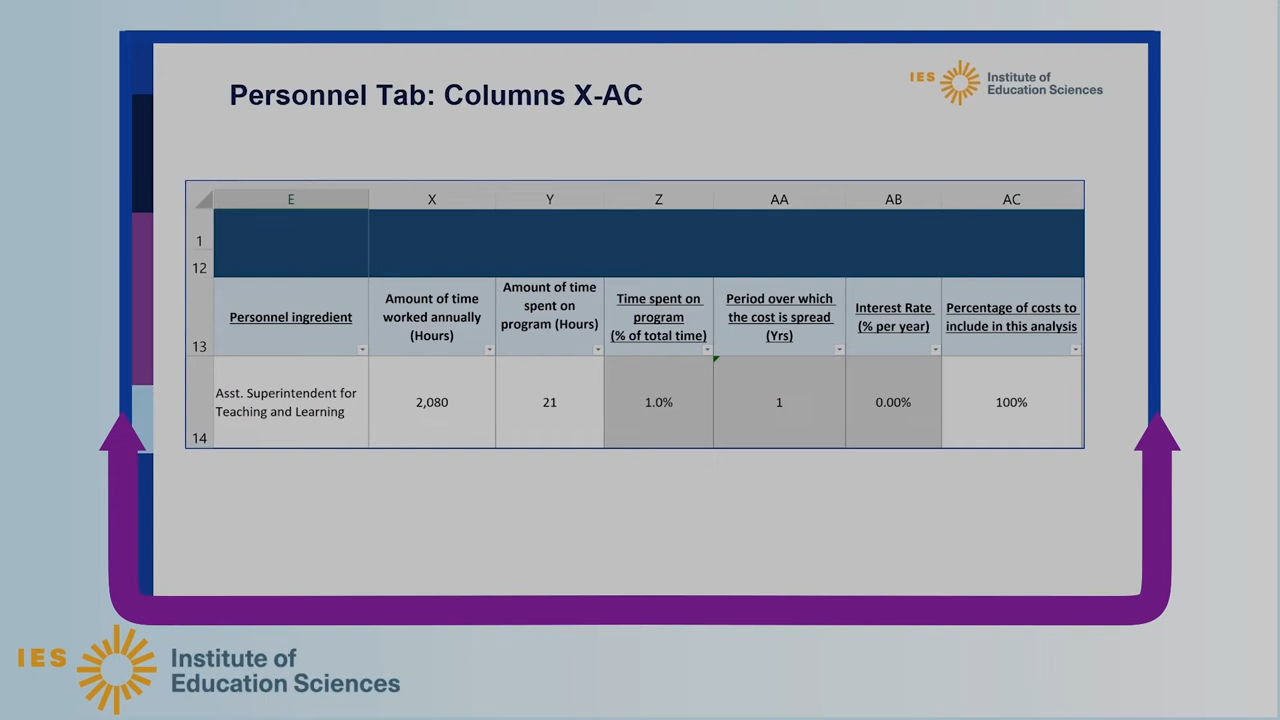 Personnel Tab: Columns X-AC
IES Institute of
Education Sciences
E X Y Z AA AB AC
1
12
13
Personnel ingredient
Amount of time
worked annually
(Hours)
Amount of time
spent on
program (Hours)
Time spent on
program
(% of total time)
Period over which
the cost is spread
(Yrs)
Interest Rate
(% per year)
Percentage of costs to
include in this analysis
14
Asst. Superintendent for
Teaching and Learning
2,080
21
1.0%
1
0.00%
100%
IES Institute of
Education Sciences